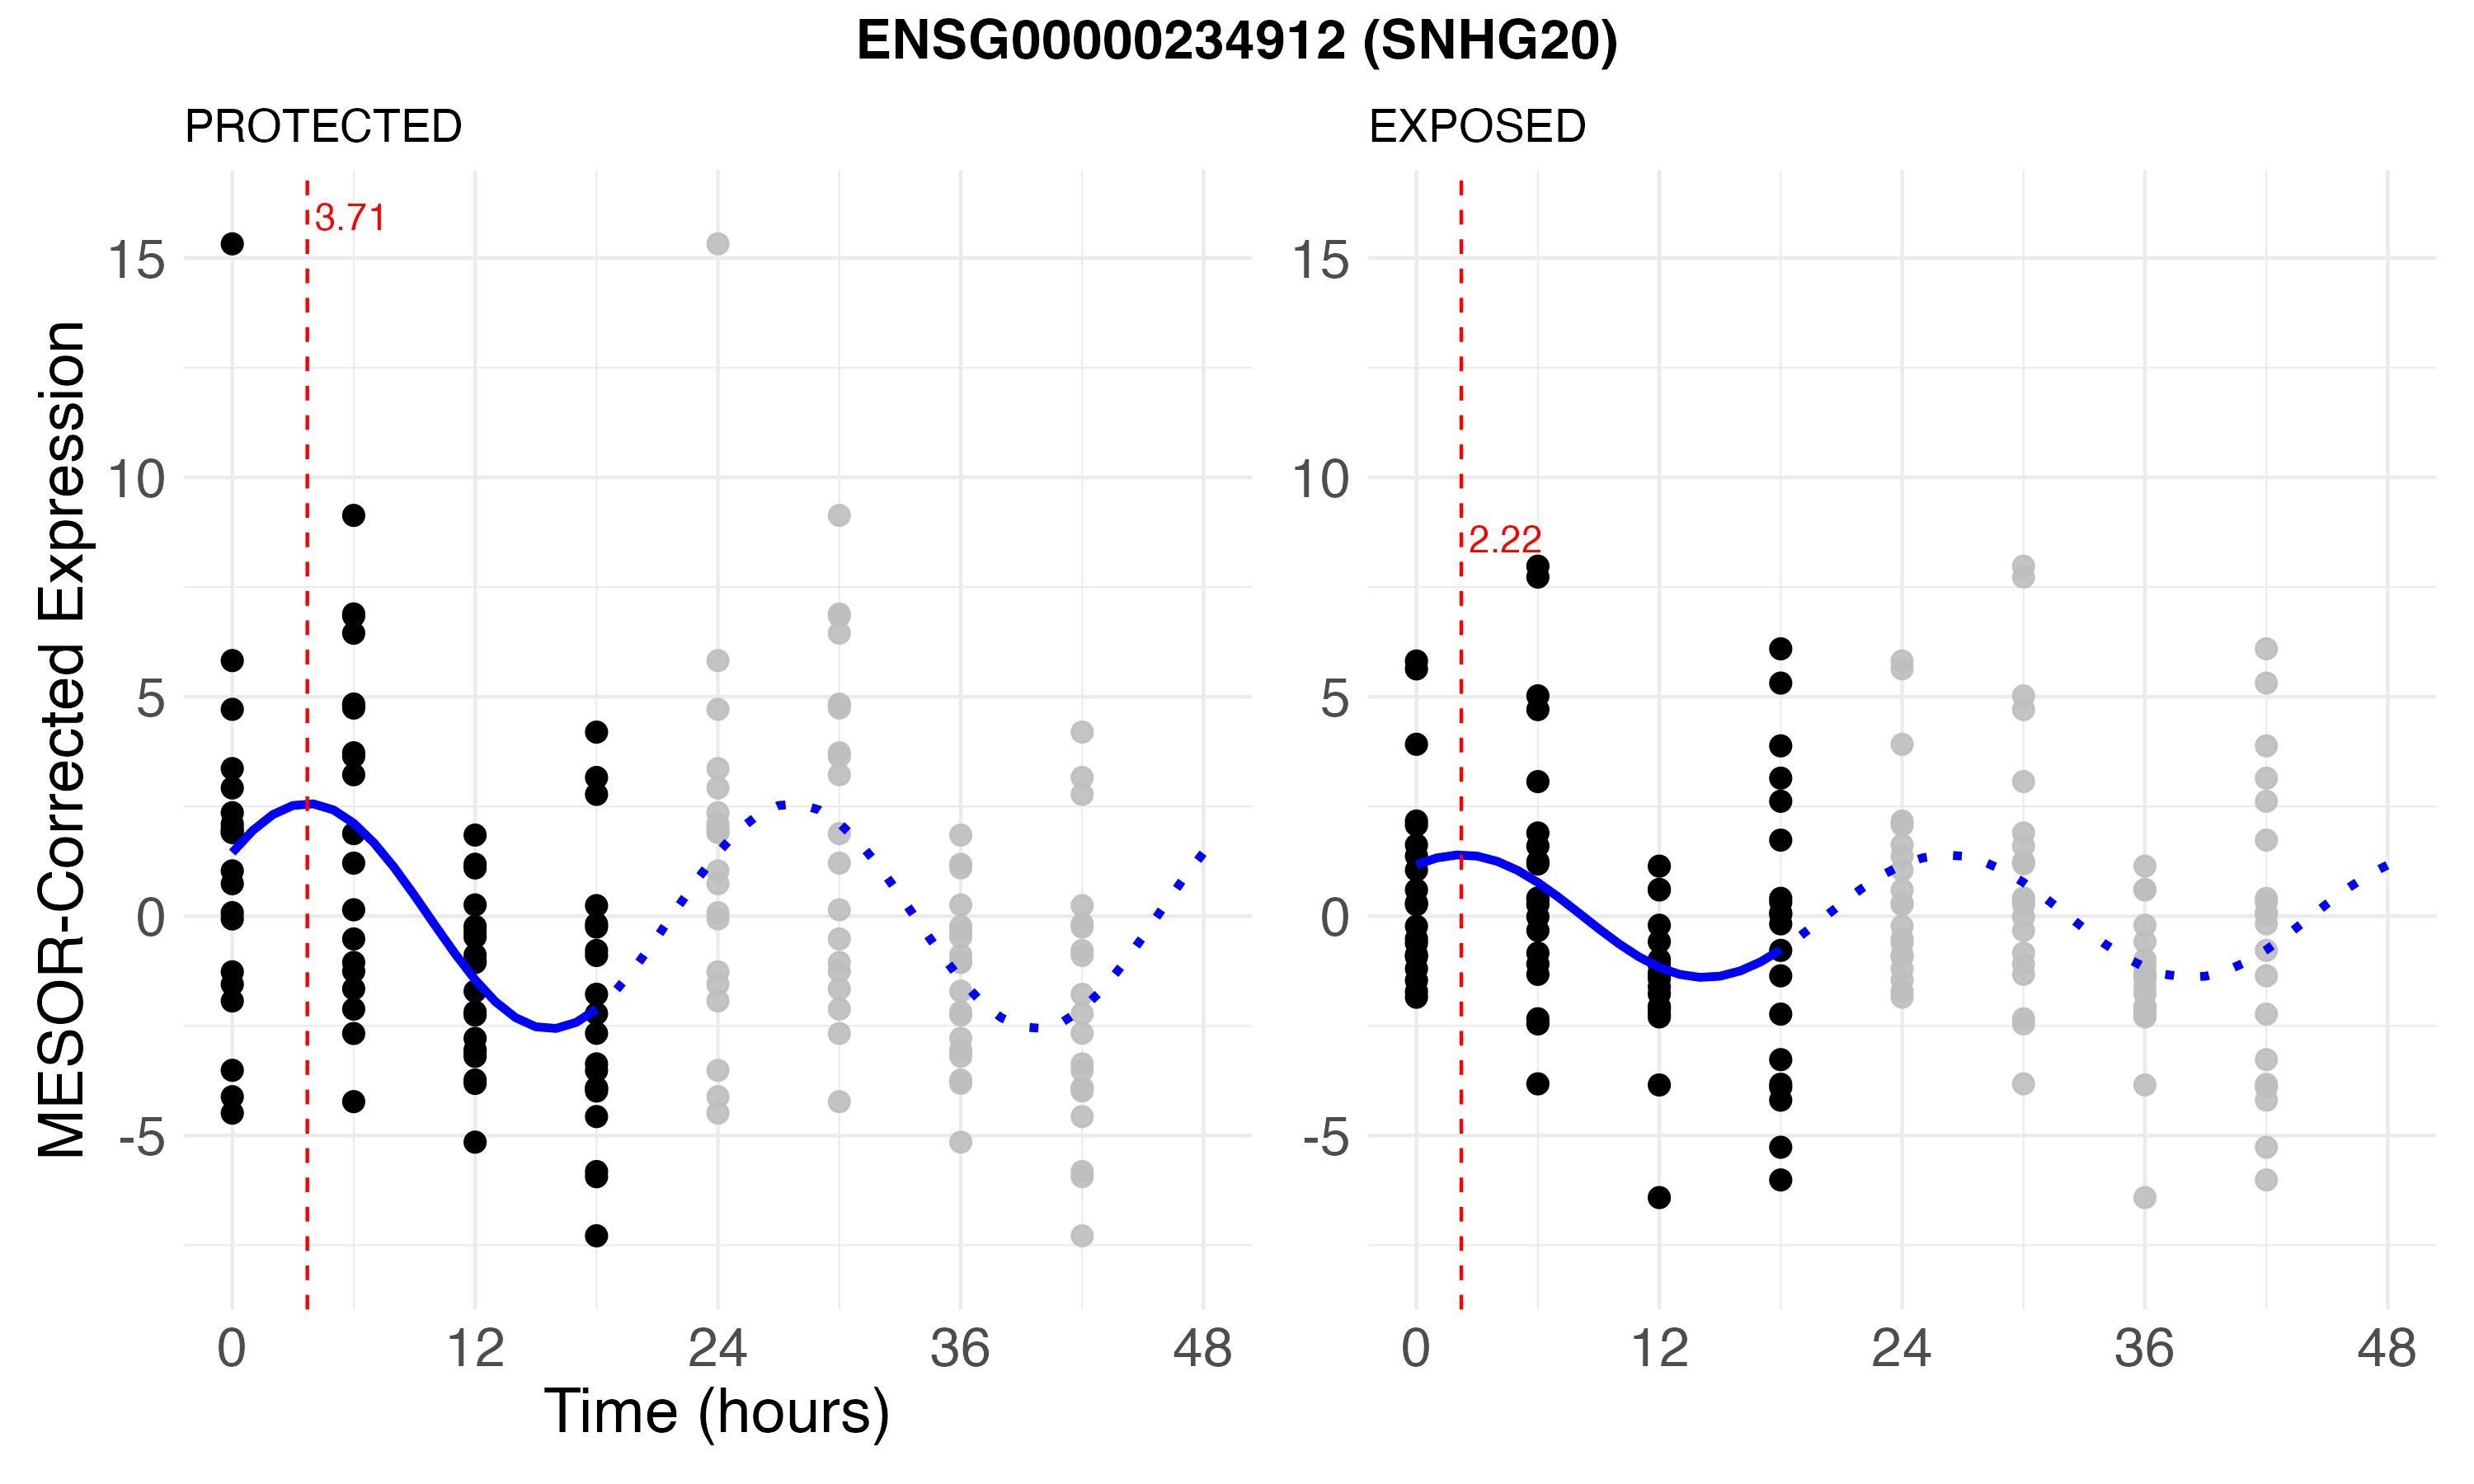 ENSG00000234912 (SNHG20)
PROTECTED
EXPOSED
MESOR-Corrected Expression
15
10
5
0
-5
3.71
15
10
5
0
-5
2.22
0 12 24 36 48
0 12 24 36 48
Time (hours)